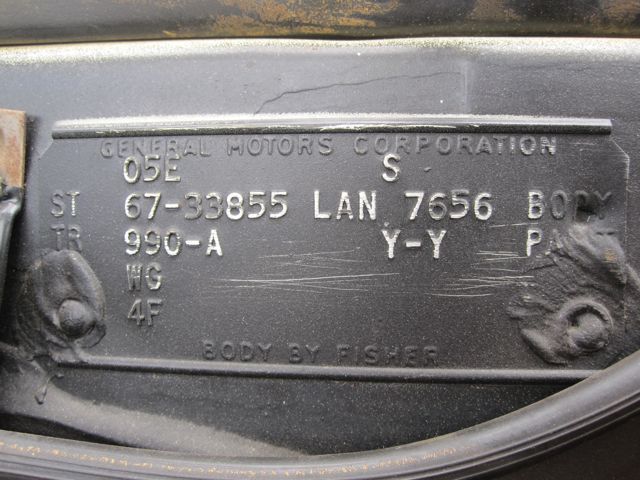 GENERAL MOTORS CORPORATION
05E S
ST 67-33855 LAN 7656 BODY
TR 990-A Y-Y
WG
4F
BODY BY FISHER